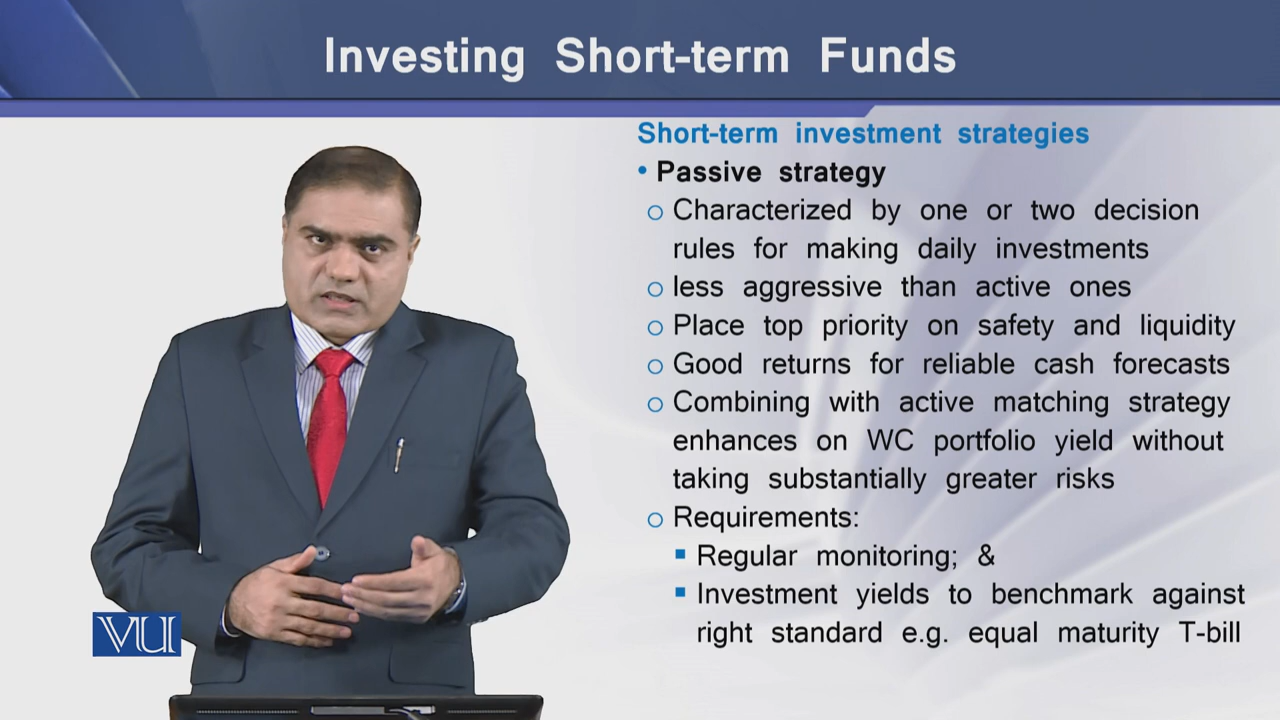 Investing Short-term Funds
Short-term investment strategies
• Passive strategy
o Characterized by one or two decision
rules for making daily investments
o less aggressive than active ones
o Place top priority on safety and liquidity
o Good returns for reliable cash forecasts
o Combining with active matching strategy
enhances on WC portfolio yield without
taking substantially greater risks
o Requirements:
▪ Regular monitoring; &
▪ Investment yields to benchmark against
right standard e.g. equal maturity T-bill
VU